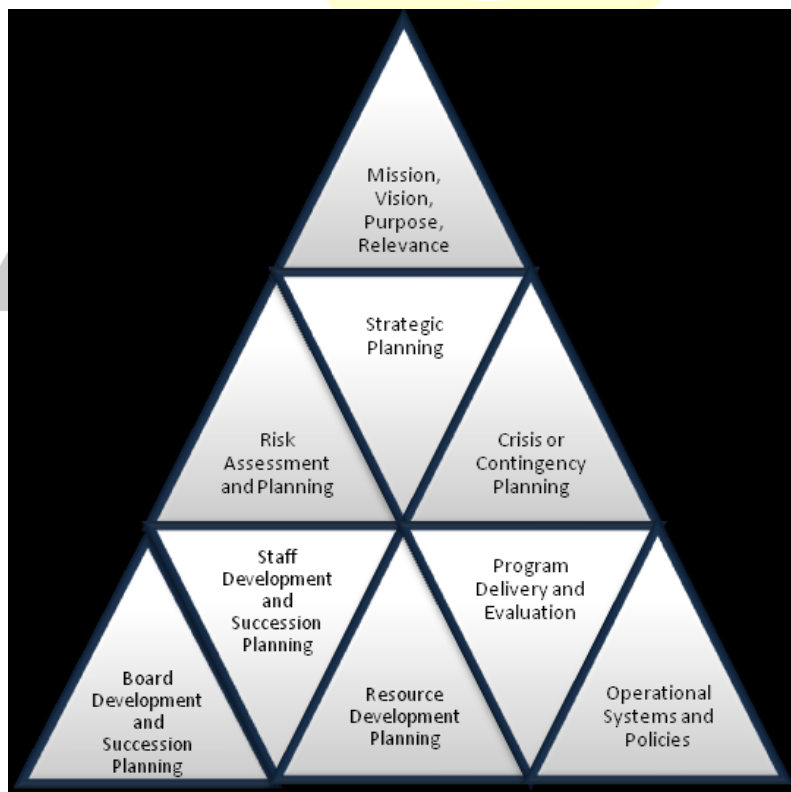 Mission,
Vision,
Purpose,
Relevance
Strategic
Planning
Risk
Assessment
and Planning
Crisis or
Contingency
Planning
Staff
Development
and
Succession
Planning
Program
Delivery and
Evaluation
Board
Development
and
Succession
Planning
Resource
Development
Planning
Operational
Systems and
Policies